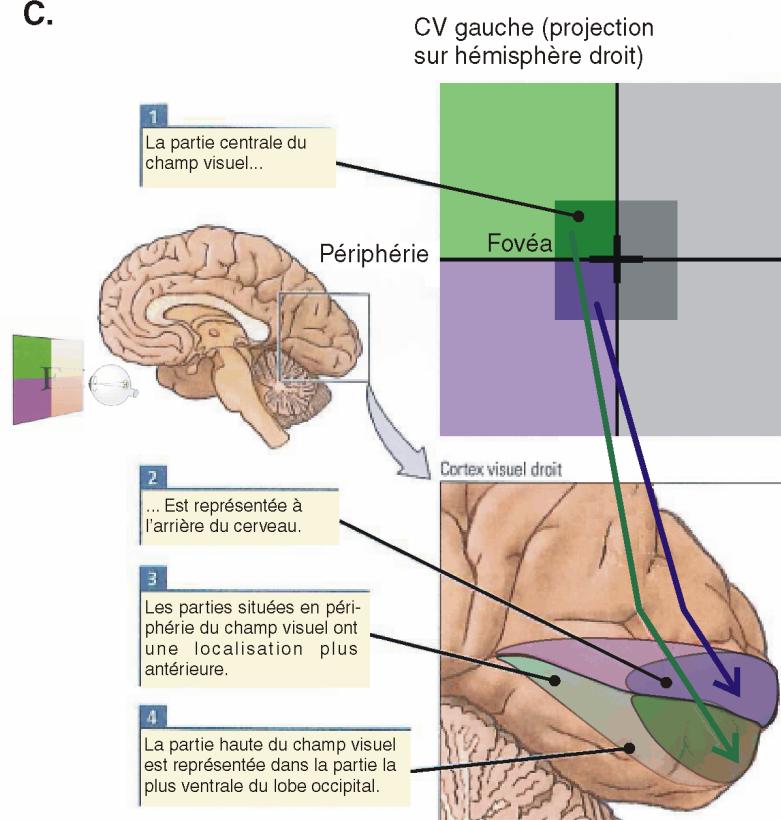 C.
CV gauche (projection
sur hémisphère droit)
1
La partie centrale du
champ visuel...
Périphérie
Fovéa
F
Cortex visuel droit
2
... Est représentée à
l'arrière du cerveau.
3
Les parties situées en péri-
phérie du champ visuel ont
une localisation plus
antérieure.
4
La partie haute du champ visuel
est représentée dans la partie la
plus ventrale du lobe occipital.